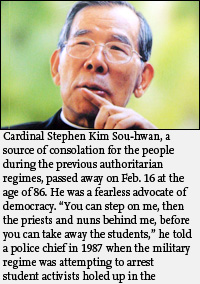 Cardinal Stephen Kim Sou-hwan, a
source of consolation for the people
during the previous authoritarian
regimes, passed away on Feb. 16 at the
age of 86. He was a fearless advocate of
democracy. “You can step on me, then
the priests and nuns behind me, before
you can take away the students,” he
told a police chief in 1987 when the military
regime was attempting to arrest
student activists holed up in the